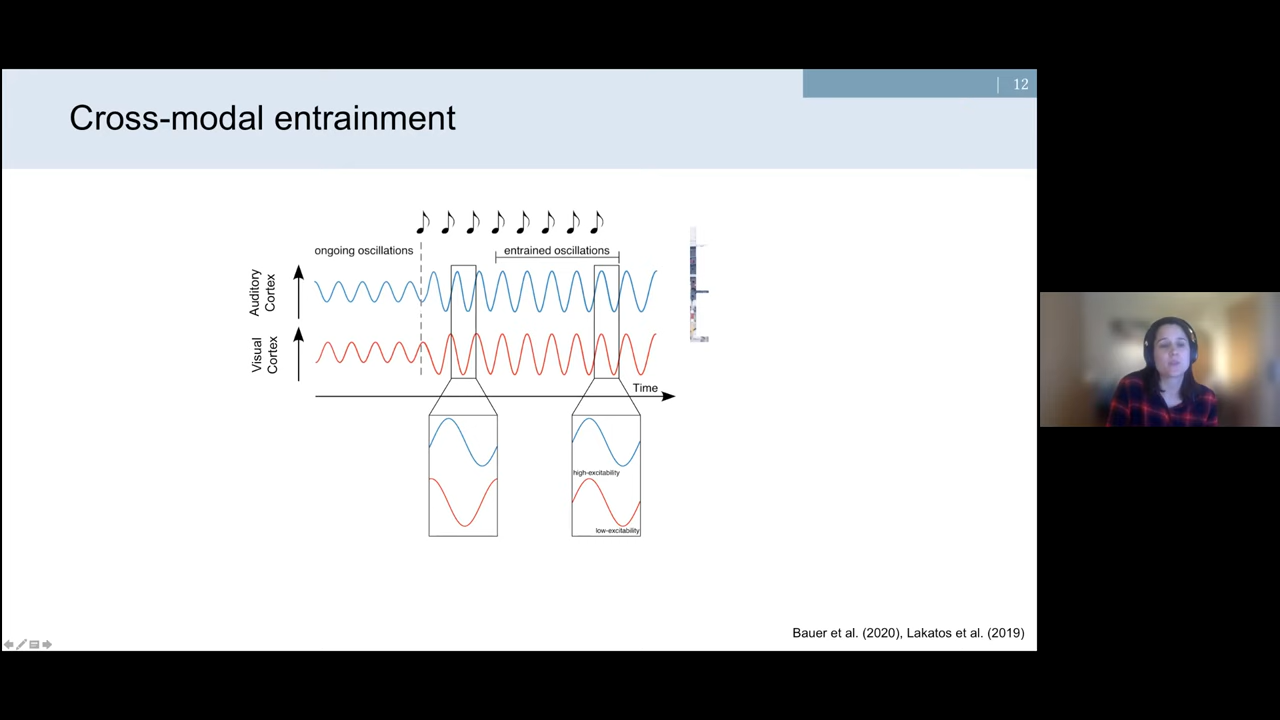 12
Cross-modal entrainment
ongoing oscillations
entrained oscillations
Auditory
Cortex
Visual
Cortex
Time
high-excitability
low-excitability
Bauer et al. (2020), Lakatos et al. (2019)